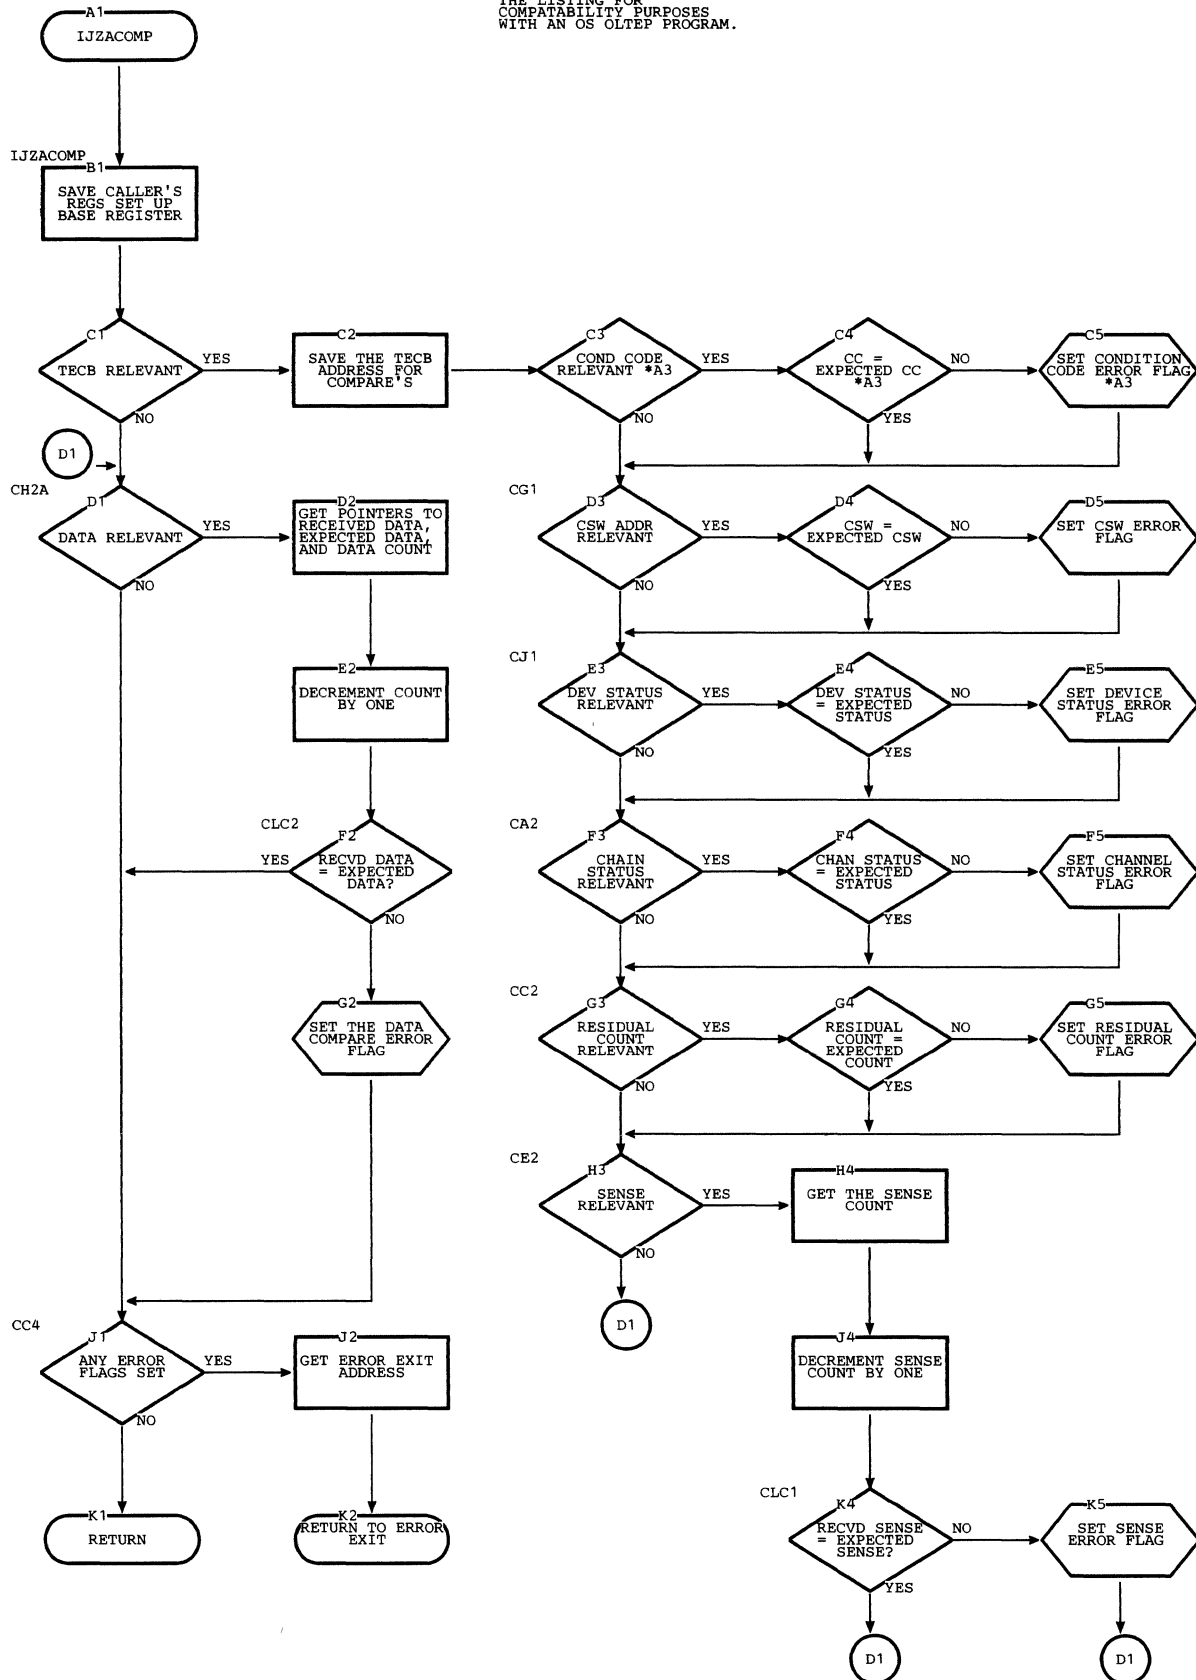 THE LISTING FOR
COMPATABILITY PURPOSES
WITH AN OS OLTEP PROGRAM.
A1
IJZACOMP
IJZACOMP
B1
SAVE CALLER'S
REGS SET UP
BASE REGISTER
C1
TECB RELEVANT
YES
NO
C2
SAVE THE TECB
ADDRESS FOR
COMPARE'S
C3
COND CODE
RELEVANT *A3
YES
NO
C4
CC =
EXPECTED CC
*A3
NO
YES
C5
SET CONDITION
CODE ERROR FLAG
*A3
D1
CH2A
D1
DATA RELEVANT
YES
NO
D2
GET POINTERS TO
RECEIVED DATA,
EXPECTED DATA,
AND DATA COUNT
CG1
D3
CSW ADDR
RELEVANT
YES
NO
D4
CSW =
EXPECTED CSW
NO
YES
D5
SET CSW ERROR
FLAG
E2
DECREMENT COUNT
BY ONE
CJ1
E3
DEV STATUS
RELEVANT
YES
NO
E4
DEV STATUS
= EXPECTED
STATUS
NO
YES
E5
SET DEVICE
STATUS ERROR
FLAG
CLC2
F2
RECVD DATA
= EXPECTED
DATA?
YES
NO
CA2
F3
CHAIN
STATUS
RELEVANT
YES
NO
F4
CHAN STATUS
= EXPECTED
STATUS
NO
YES
F5
SET CHANNEL
STATUS ERROR
FLAG
G2
SET THE DATA
COMPARE ERROR
FLAG
CC2
G3
RESIDUAL
COUNT
RELEVANT
YES
NO
G4
RESIDUAL
COUNT =
EXPECTED
COUNT
NO
YES
G5
SET RESIDUAL
COUNT ERROR
FLAG
CE2
H3
SENSE
RELEVANT
YES
NO
D1
H4
GET THE SENSE
COUNT
CC4
J1
ANY ERROR
FLAGS SET
YES
NO
J2
GET ERROR EXIT
ADDRESS
J4
DECREMENT SENSE
COUNT BY ONE
K1
RETURN
K2
RETURN TO ERROR
EXIT
CLC1
K4
RECVD SENSE
= EXPECTED
SENSE?
NO
YES
K5
SET SENSE
ERROR FLAG
D1
D1